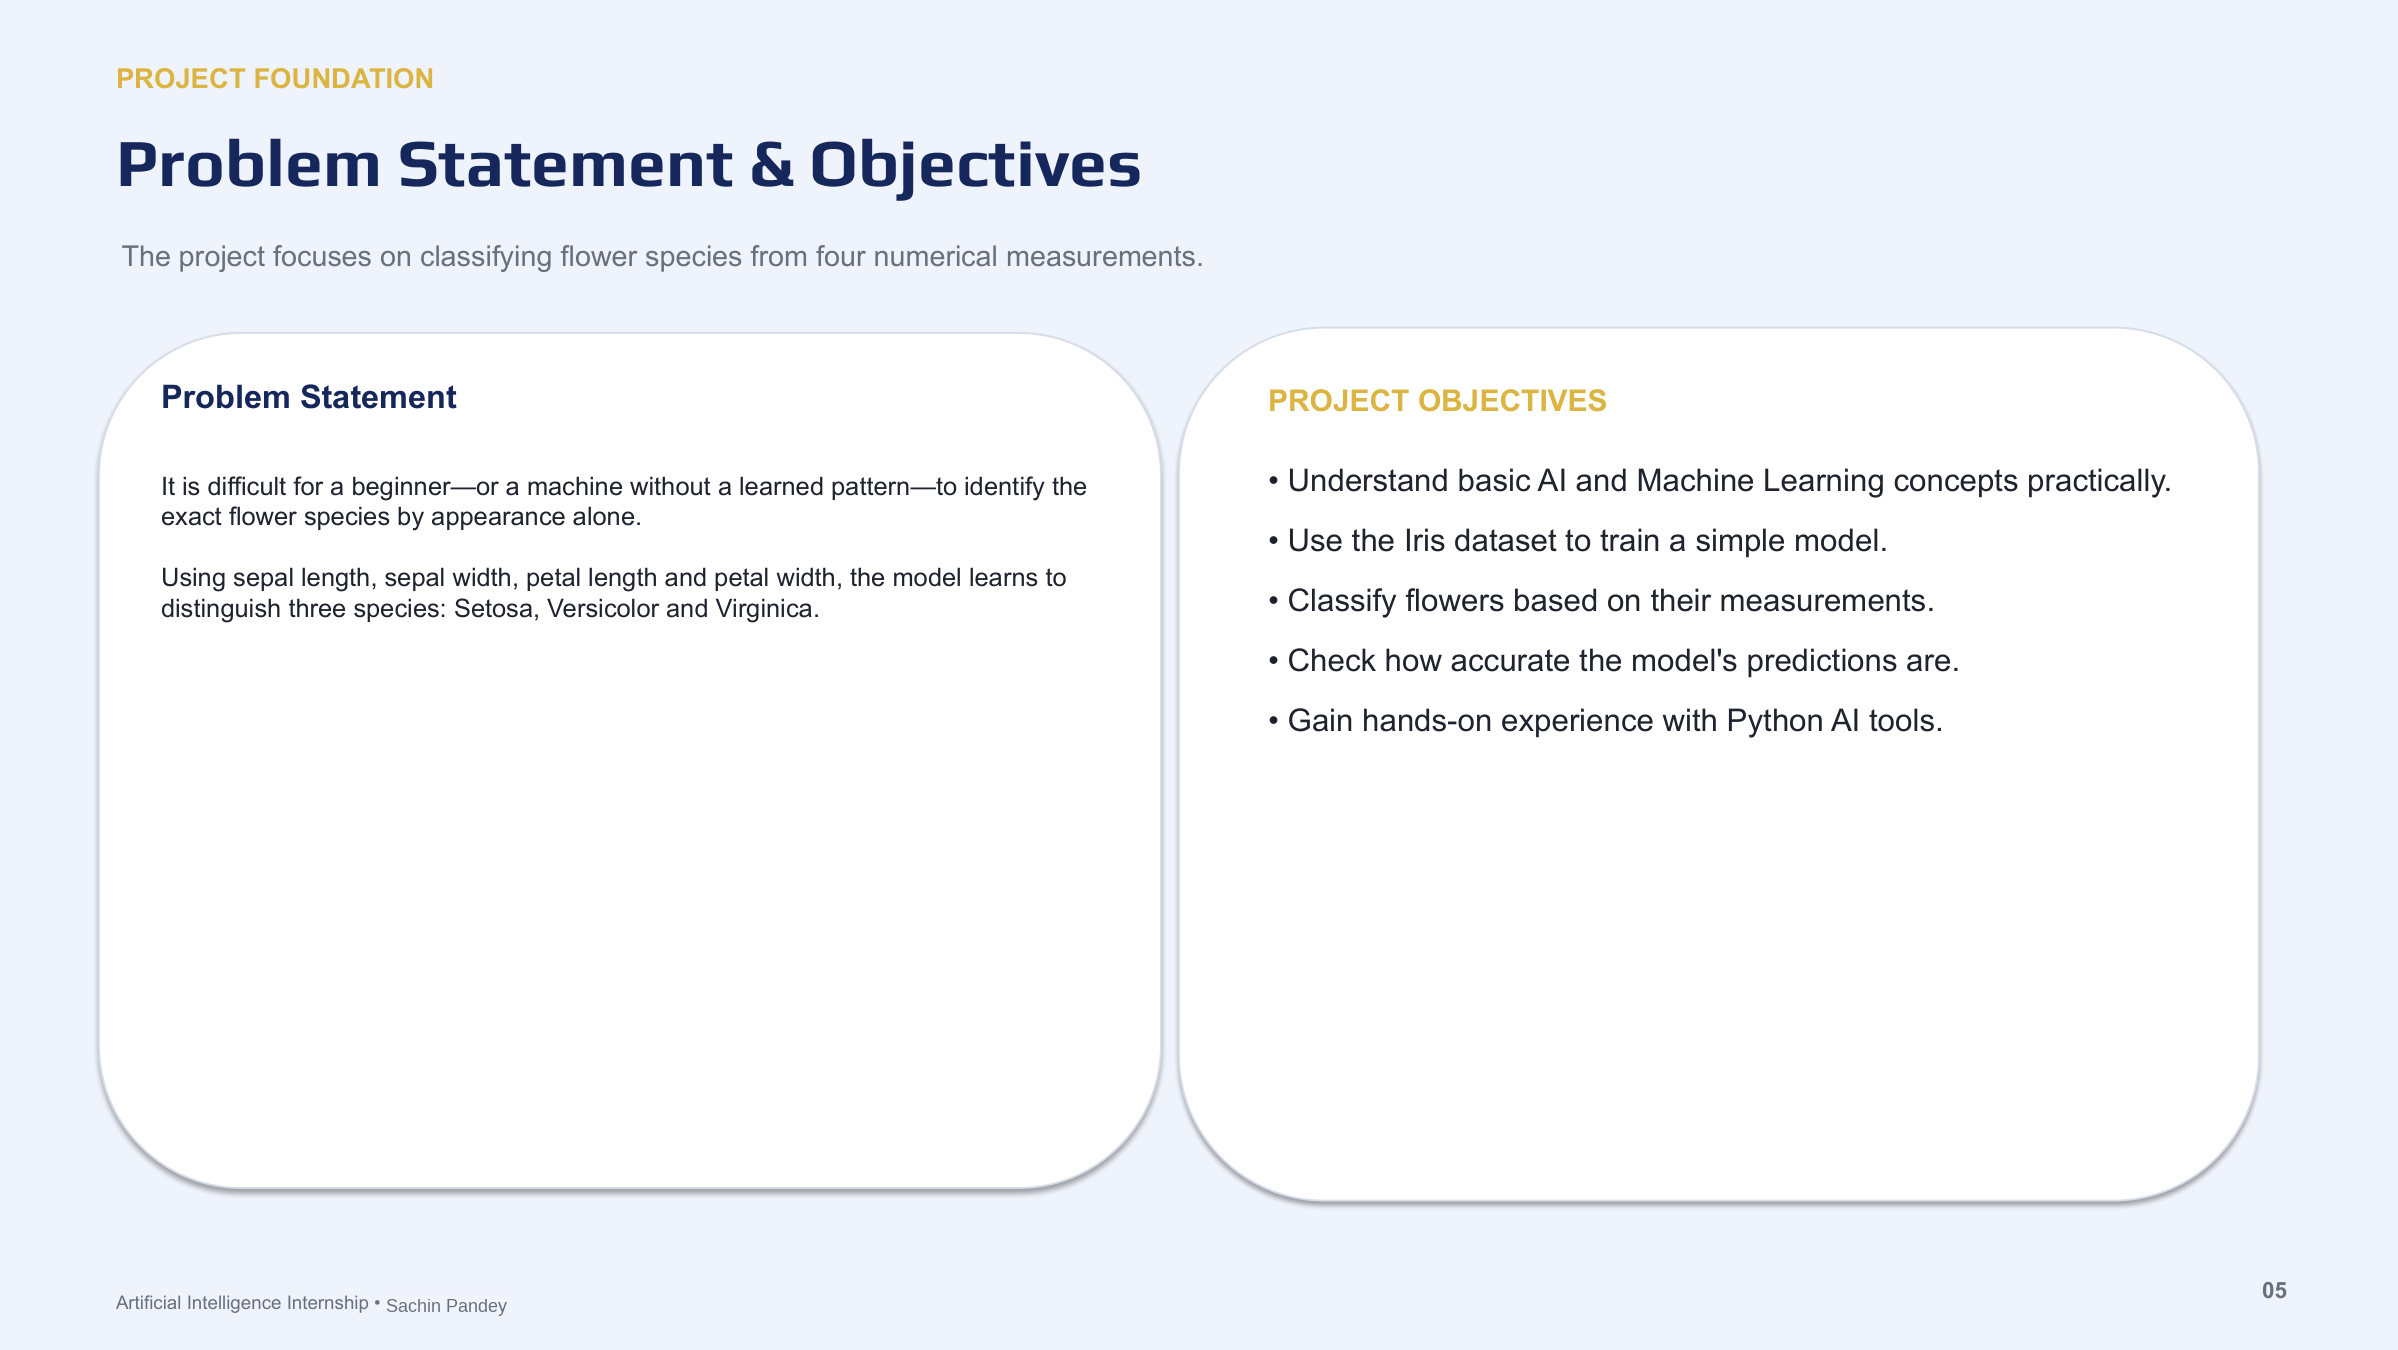 PROJECT FOUNDATION
Problem Statement & Objectives
The project focuses on classifying flower species from four numerical measurements.
Problem Statement
It is difficult for a beginner—or a machine without a learned pattern—to identify the
exact flower species by appearance alone.
Using sepal length, sepal width, petal length and petal width, the model learns to
distinguish three species: Setosa, Versicolor and Virginica.
PROJECT OBJECTIVES
• Understand basic AI and Machine Learning concepts practically.
• Use the Iris dataset to train a simple model.
• Classify flowers based on their measurements.
• Check how accurate the model's predictions are.
• Gain hands-on experience with Python AI tools.
Artificial Intelligence Internship • Sachin Pandey
05